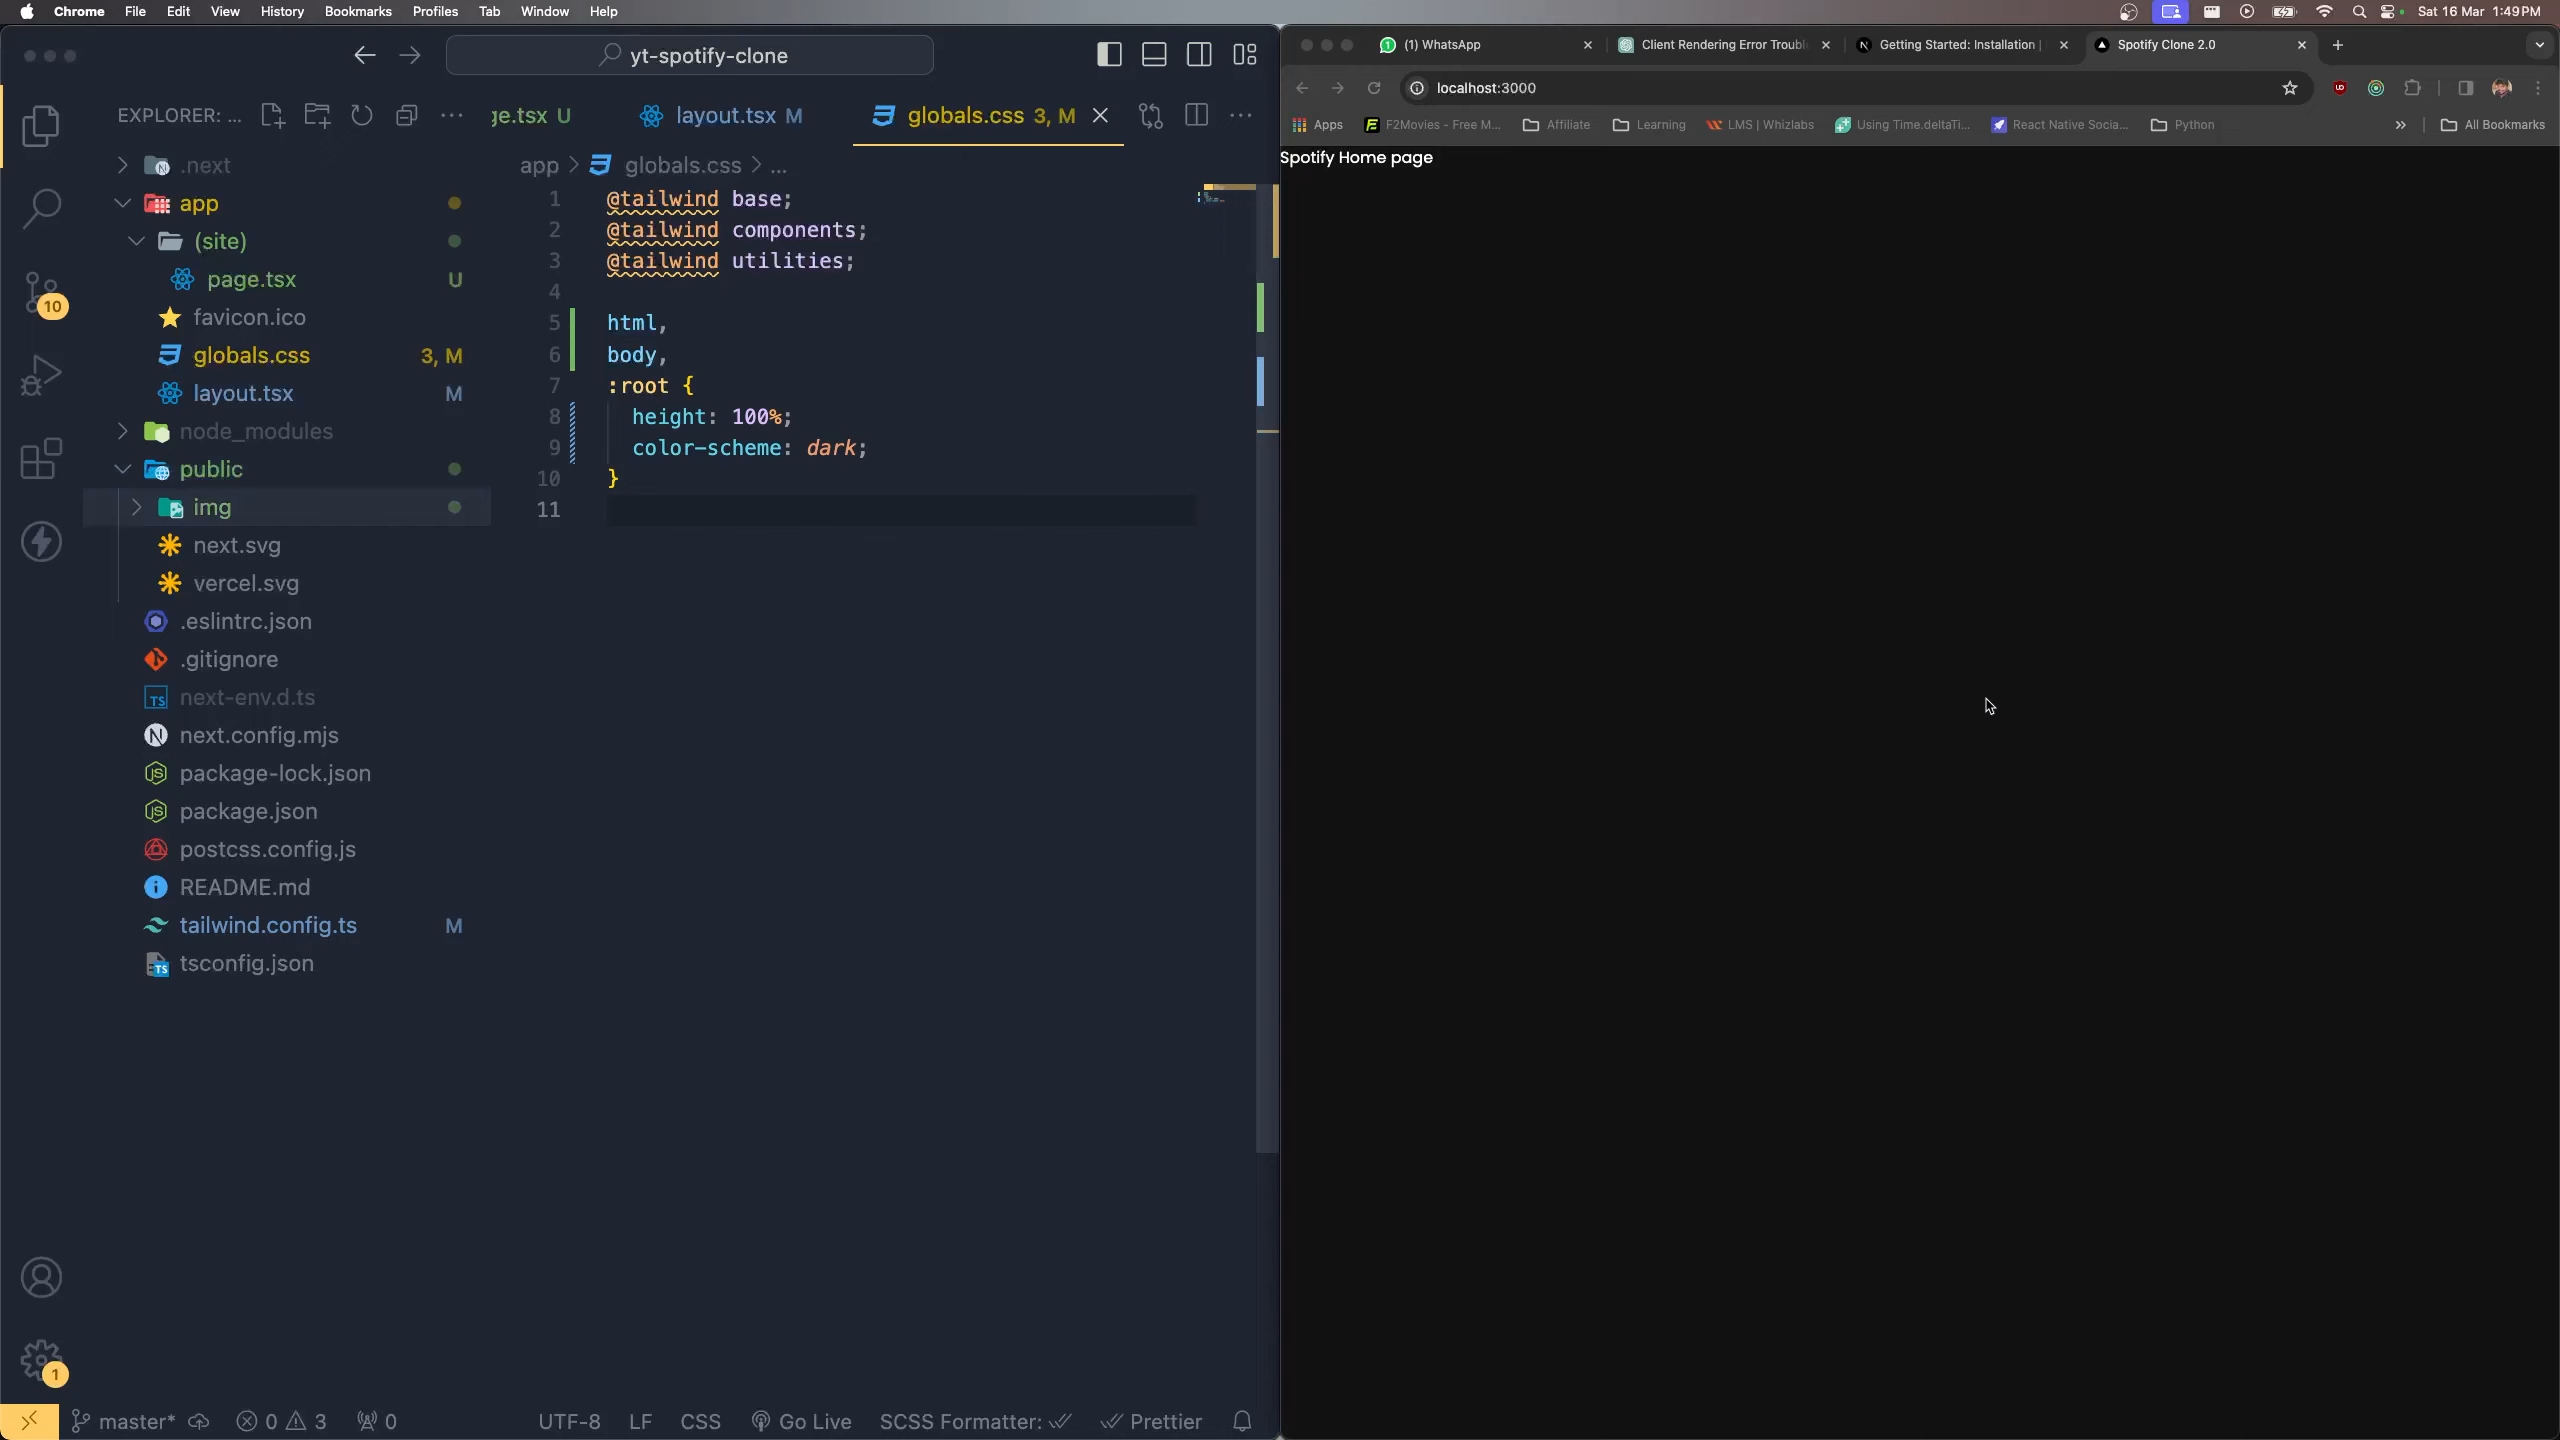 Chrome File Edit View History Bookmarks Profiles Tab Window Help
Sat 16 Mar 1:49 PM
yt-spotify-clone
EXPLORER: ...
ge.tsx U
layout.tsx M
globals.css 3, M
app > globals.css > ...
.next
app
(site)
page.tsx U
favicon.ico
globals.css 3, M
layout.tsx M
node_modules
public
img
next.svg
vercel.svg
.eslintrc.json
.gitignore
next-env.d.ts
next.config.mjs
package-lock.json
package.json
postcss.config.js
README.md
tailwind.config.ts M
tsconfig.json
10
1
1 @tailwind base;
2 @tailwind components;
3 @tailwind utilities;
4
5 html,
6 body,
7 :root {
8 height: 100%;
9 color-scheme: dark;
10 }
11
master* 0 3 0 UTF-8 LF CSS Go Live SCSS Formatter: Prettier
(1) WhatsApp
Client Rendering Error Troubl
Getting Started: Installation |
Spotify Clone 2.0
localhost:3000
Apps F2Movies - Free M... Affiliate Learning LMS | Whizlabs Using Time.deltaTi... React Native Socia... Python » All Bookmarks
Spotify Home page